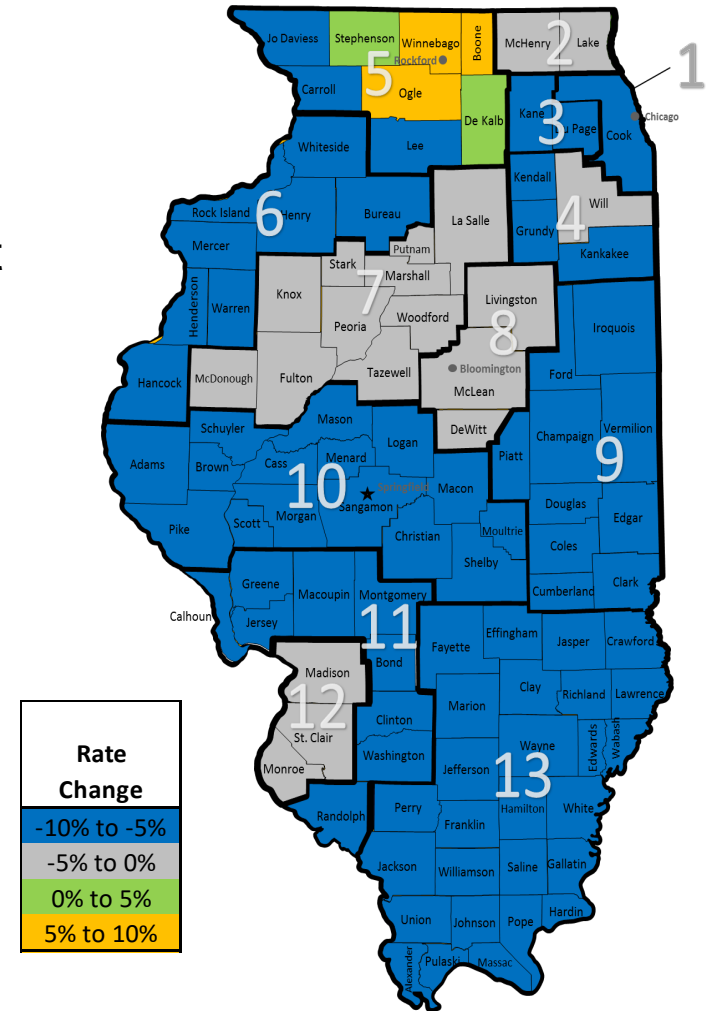 Jo Daviess
Stephenson
Winnebago
Boone
McHenry
Lake
2
1
Rockford
5
Carroll
Ogle
De Kalb
Kane
3
Du Page
Cook
Chicago
Whiteside
Lee
Kendall
Will
4
Rock Island
6
Henry
Bureau
La Salle
Grundy
Mercer
Putnam
Kankakee
Stark
7
Marshall
Knox
Henderson
Warren
Peoria
Woodford
Livingston
8
Iroquois
Hancock
McDonough
Fulton
Tazewell
Bloomington
McLean
Ford
Mason
Schuyler
Logan
DeWitt
Champaign
Vermilion
9
Adams
Brown
Cass
Menard
Piatt
10
Springfield
Macon
Sangamon
Pike
Scott
Morgan
Christian
Moultrie
Douglas
Edgar
Coles
Shelby
Greene
Macoupin
Montgomery
Cumberland
Clark
Calhoun
Jersey
11
Fayette
Effingham
Jasper
Crawford
Bond
Madison
12
Clay
Richland
Lawrence
Marion
Clinton
St. Clair
Wayne
Edwards
Wabash
Washington
Monroe
Jefferson
13
Randolph
Perry
Hamilton
White
Franklin
Jackson
Williamson
Saline
Gallatin
Union
Johnson
Pope
Hardin
Alexander
Pulaski
Massac
Rate
Change
-10% to -5%
-5% to 0%
0% to 5%
5% to 10%